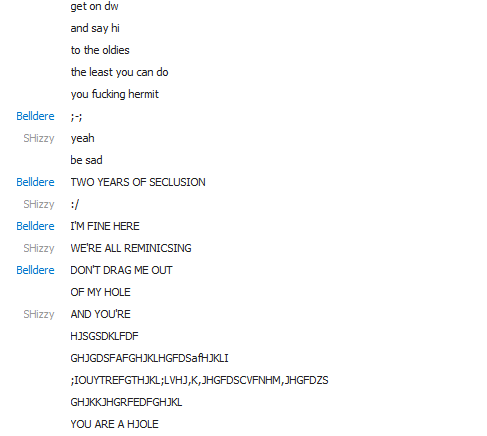 get on dw
and say hi
to the oldies
the least you can do
you fucking hermit
Belldere ;-;
SHizzy yeah
be sad
Belldere TWO YEARS OF SECLUSION
SHizzy :/
Belldere I'M FINE HERE
SHizzy WE'RE ALL REMINICSING
Belldere DON'T DRAG ME OUT
OF MY HOLE
SHizzy AND YOU'RE
HJSGSDKLFDF
GHJGDSFAFGHJKLHGFDSafHJKLI
;IOUYTREFGTHJKL;LVHJ,K,JHGFDSCVFNHM,JHGFDZS
GHJKKJHGRFEDFGHJKL
YOU ARE A HJOLE